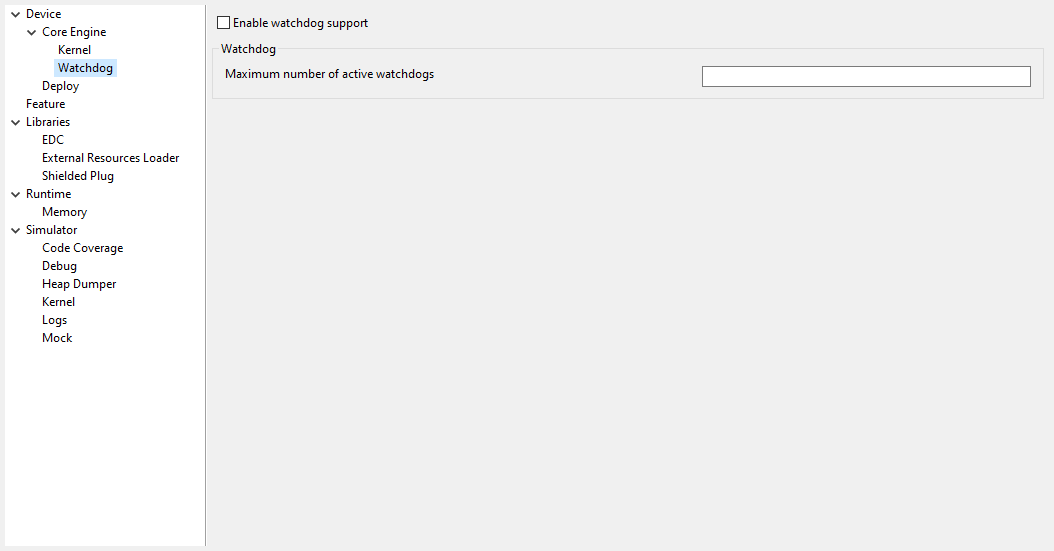 Device
Core Engine
Kernel
Watchdog
Deploy
Feature
Libraries
EDC
External Resources Loader
Shielded Plug
Runtime
Memory
Simulator
Code Coverage
Debug
Heap Dumper
Kernel
Logs
Mock
Enable watchdog support
Watchdog
Maximum number of active watchdogs